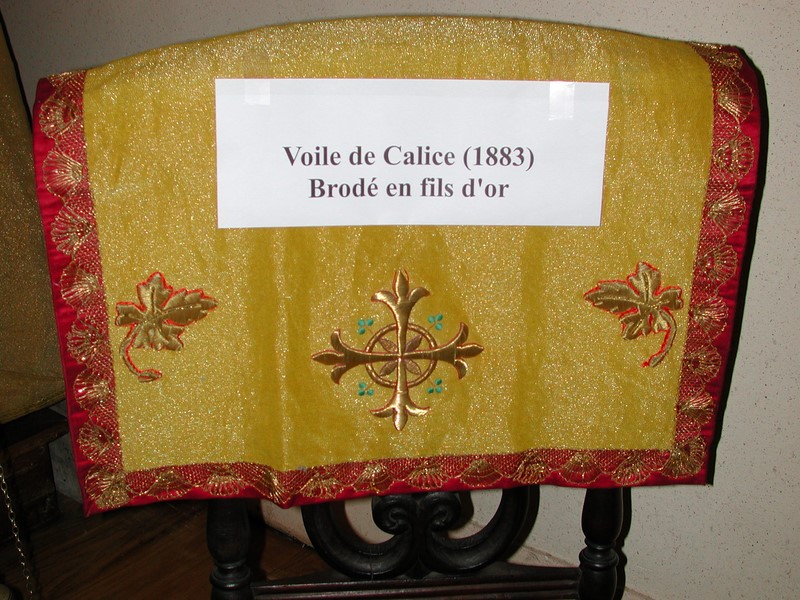 Voile de Calice (1883)
Brodé en fils d'or